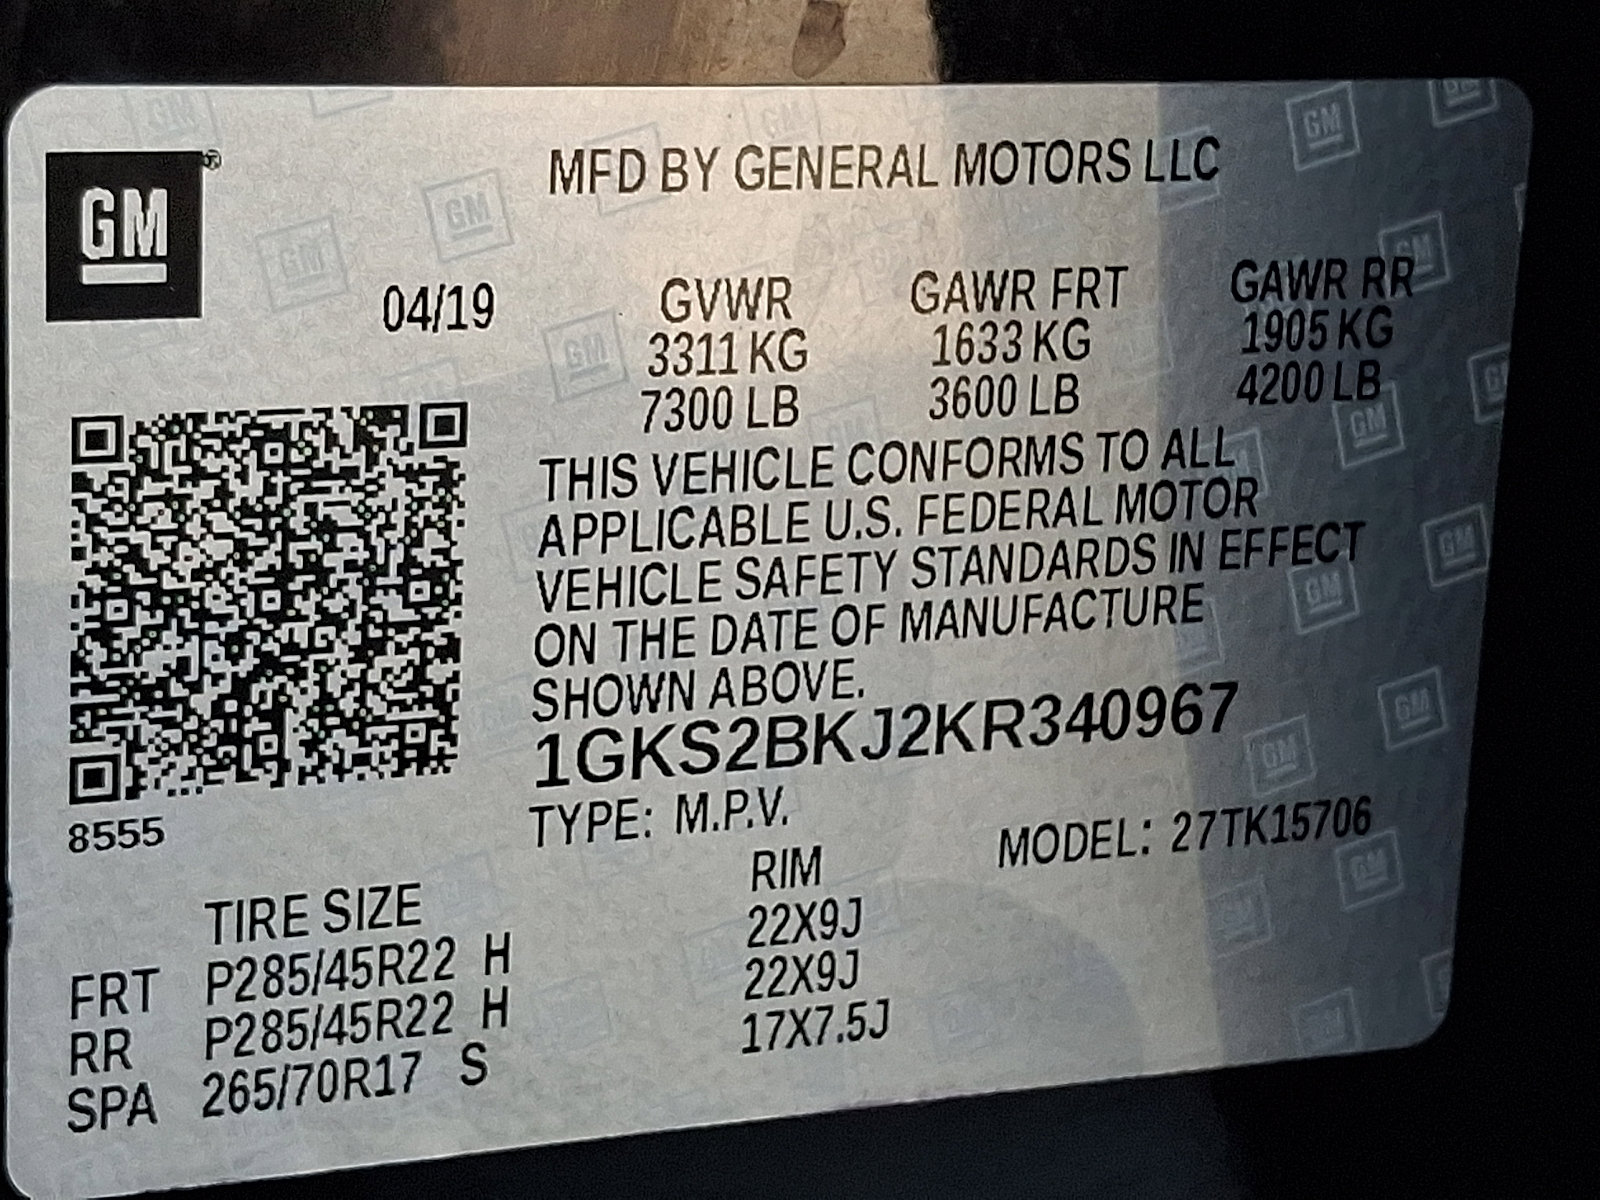 GM®
MFD BY GENERAL MOTORS LLC
04/19
GVWR GAWR FRT GAWR RR
3311 KG 1633 KG 1905 KG
7300 LB 3600 LB 4200 LB
THIS VEHICLE CONFORMS TO ALL
APPLICABLE U.S. FEDERAL MOTOR
VEHICLE SAFETY STANDARDS IN EFFECT
ON THE DATE OF MANUFACTURE
SHOWN ABOVE.
1GKS2BKJ2KR340967
8555
TYPE: M.P.V. MODEL: 27TK15706
TIRE SIZE RIM
FRT P285/45R22 H 22X9J
RR P285/45R22 H 22X9J
SPA 265/70R17 S 17X7.5J